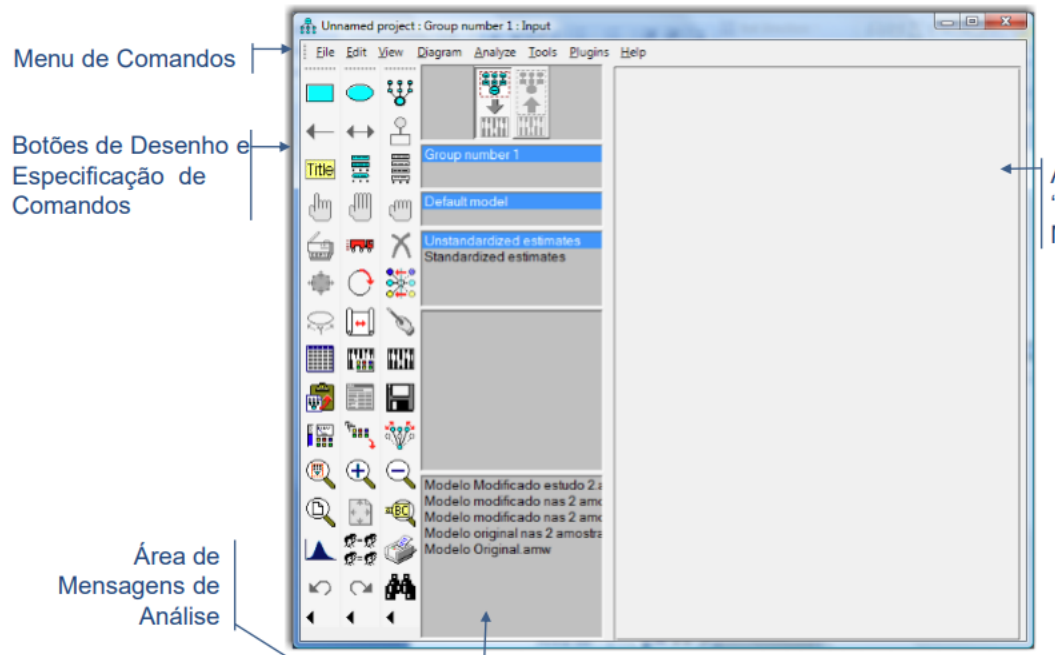 Unnamed project : Group number 1 : Input
File Edit View Diagram Analyze Tools Plugins Help
Menu de Comandos
Botões de Desenho e
Especificação de
Comandos
Title
Group number 1
Default model
Unstandardized estimates
Standardized estimates
Modelo Modificado estudo 2.
Modelo modificado nas 2
Modelo modificado nas 2
Modelo original nas 2
Modelo Original.amw
Área de
Mensagens de
Análise